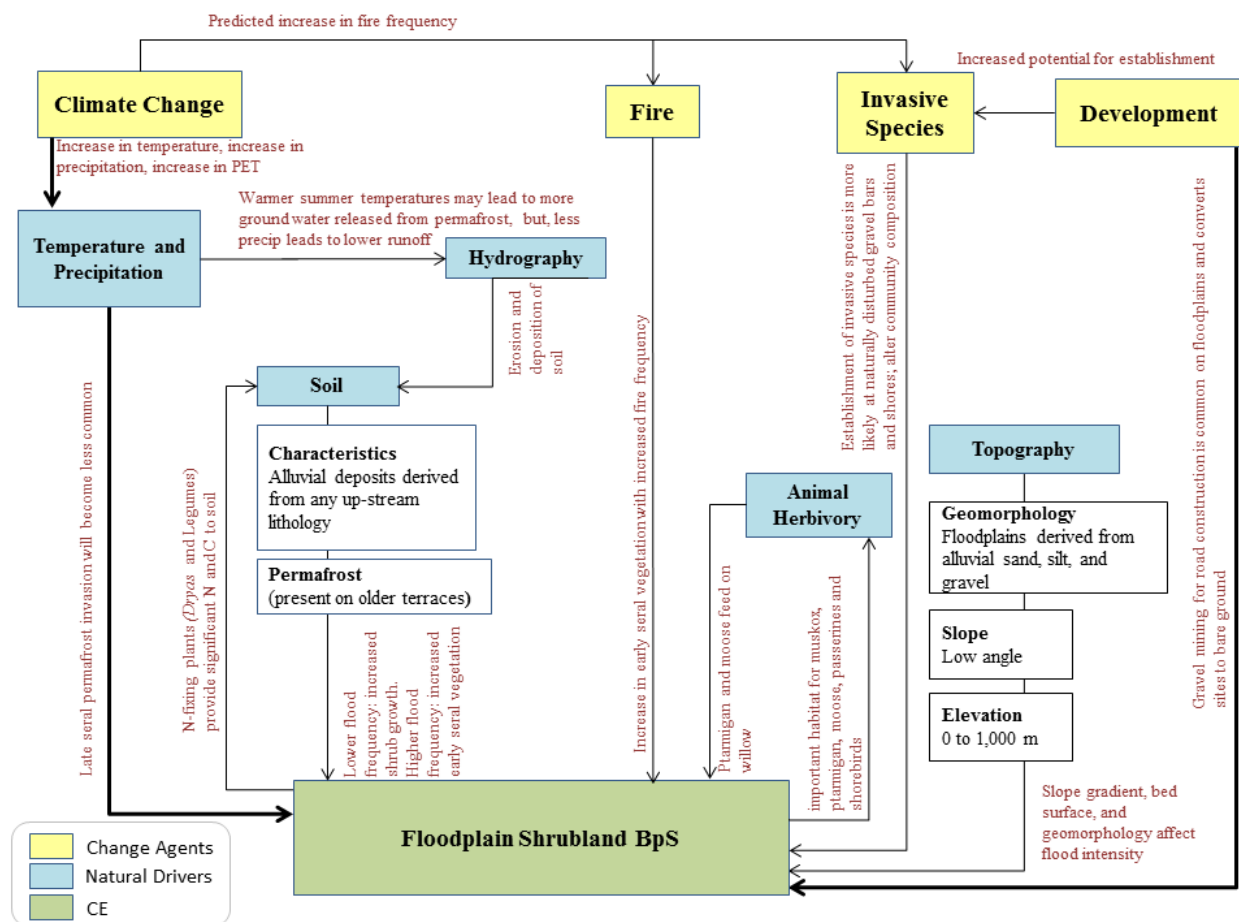 Predicted increase in fire frequency
Increased potential for establishment
Climate Change
Fire
Invasive
Species
Development
Increase in temperature, increase in
precipitation, increase in PET
Warmer summer temperatures may lead to more
ground water released from permafrost, but, less
precip leads to lower runoff
Temperature and
Precipitation
Hydrography
Erosion and
deposition of
soil
Establishment of invasive species is more
likely at naturally disturbed gravel bars
and shores; alter community composition
Soil
Characteristics
Alluvial deposits derived
from any up-stream
lithology
Permafrost
(present on older terraces)
Late seral permafrost invasion will become less common
N-fixing plants (Dryas and Legumes)
provide significant N and C to soil
Lower flood
frequency: increased
shrub growth.
Higher flood
frequency: increased
early seral vegetation
Increase in early seral vegetation with increased fire frequency
Animal
Herbivory
Ptarmigan and moose feed on
willow
important habitat for muskox,
ptarmigan, moose, passerines and
shorebirds
Topography
Geomorphology
Floodplains derived from
alluvial sand, silt, and
gravel
Slope
Low angle
Elevation
0 to 1,000 m
Gravel mining for road construction is common on floodplains and converts
sites to bare ground
Slope gradient, bed
surface, and
geomorphology affect
flood intensity
Floodplain Shrubland BpS
Change Agents
Natural Drivers
CE